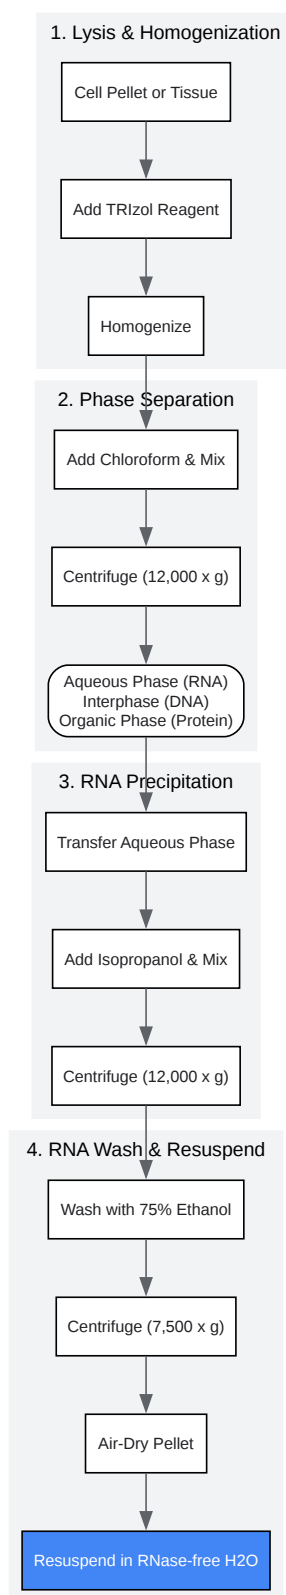 1. Lysis & Homogenization
Cell Pellet or Tissue
Add TRIzol Reagent
Homogenize
2. Phase Separation
Add Chloroform & Mix
Centrifuge (12,000 x g)
Aqueous Phase (RNA)
Interphase (DNA)
Organic Phase (Protein)
3. RNA Precipitation
Transfer Aqueous Phase
Add Isopropanol & Mix
Centrifuge (12,000 x g)
4. RNA Wash & Resuspend
Wash with 75% Ethanol
Centrifuge (7,500 x g)
Air-Dry Pellet
Resuspend in RNase-free H2O